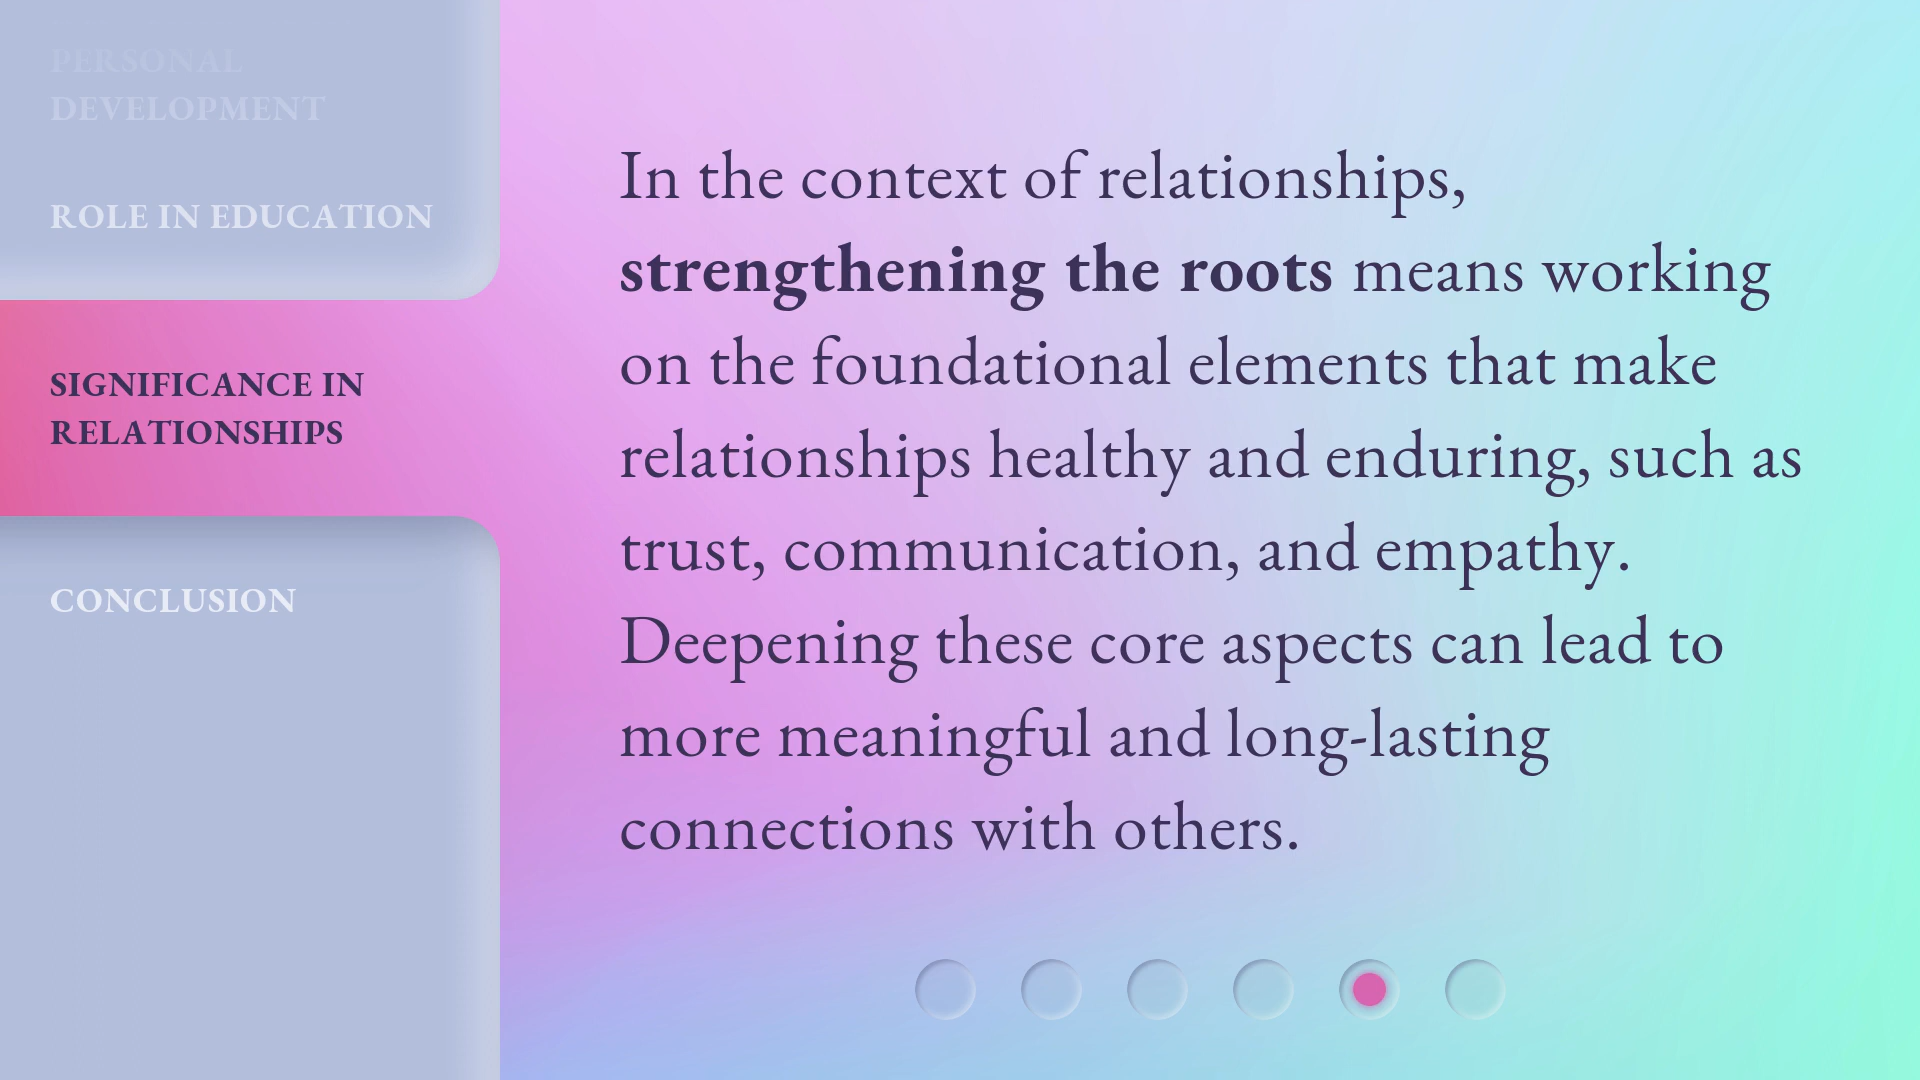 PERSONAL
DEVELOPMENT
ROLE IN EDUCATION
SIGNIFICANCE IN
RELATIONSHIPS
CONCLUSION
In the context of relationships,
strengthening the roots means working
on the foundational elements that make
relationships healthy and enduring, such as
trust, communication, and empathy.
Deepening these core aspects can lead to
more meaningful and long-lasting
connections with others.